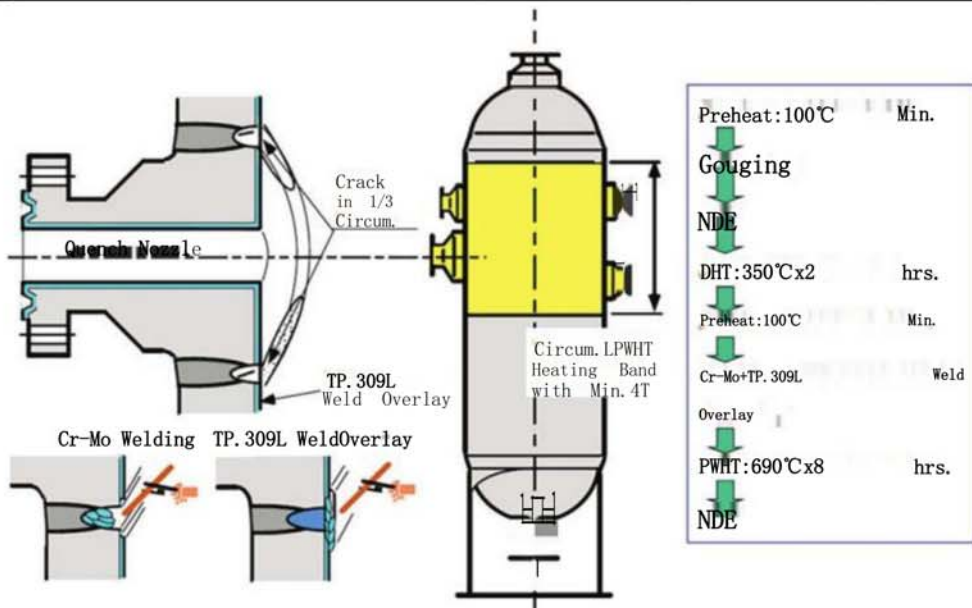 Crack
in 1/3
Circum.
Quench Nozzle
TP.309L
Weld Overlay
Cr-Mo Welding
TP.309L WeldOverlay
Circum.LPWHT
Heating Band
with Min.4T
Preheat:100℃ Min.
Gouging
NDE
DHT:350℃x2 hrs.
Preheat:100℃ Min.
Cr-Mo+TP.309L Weld
Overlay
PWHT:690℃x8 hrs.
NDE